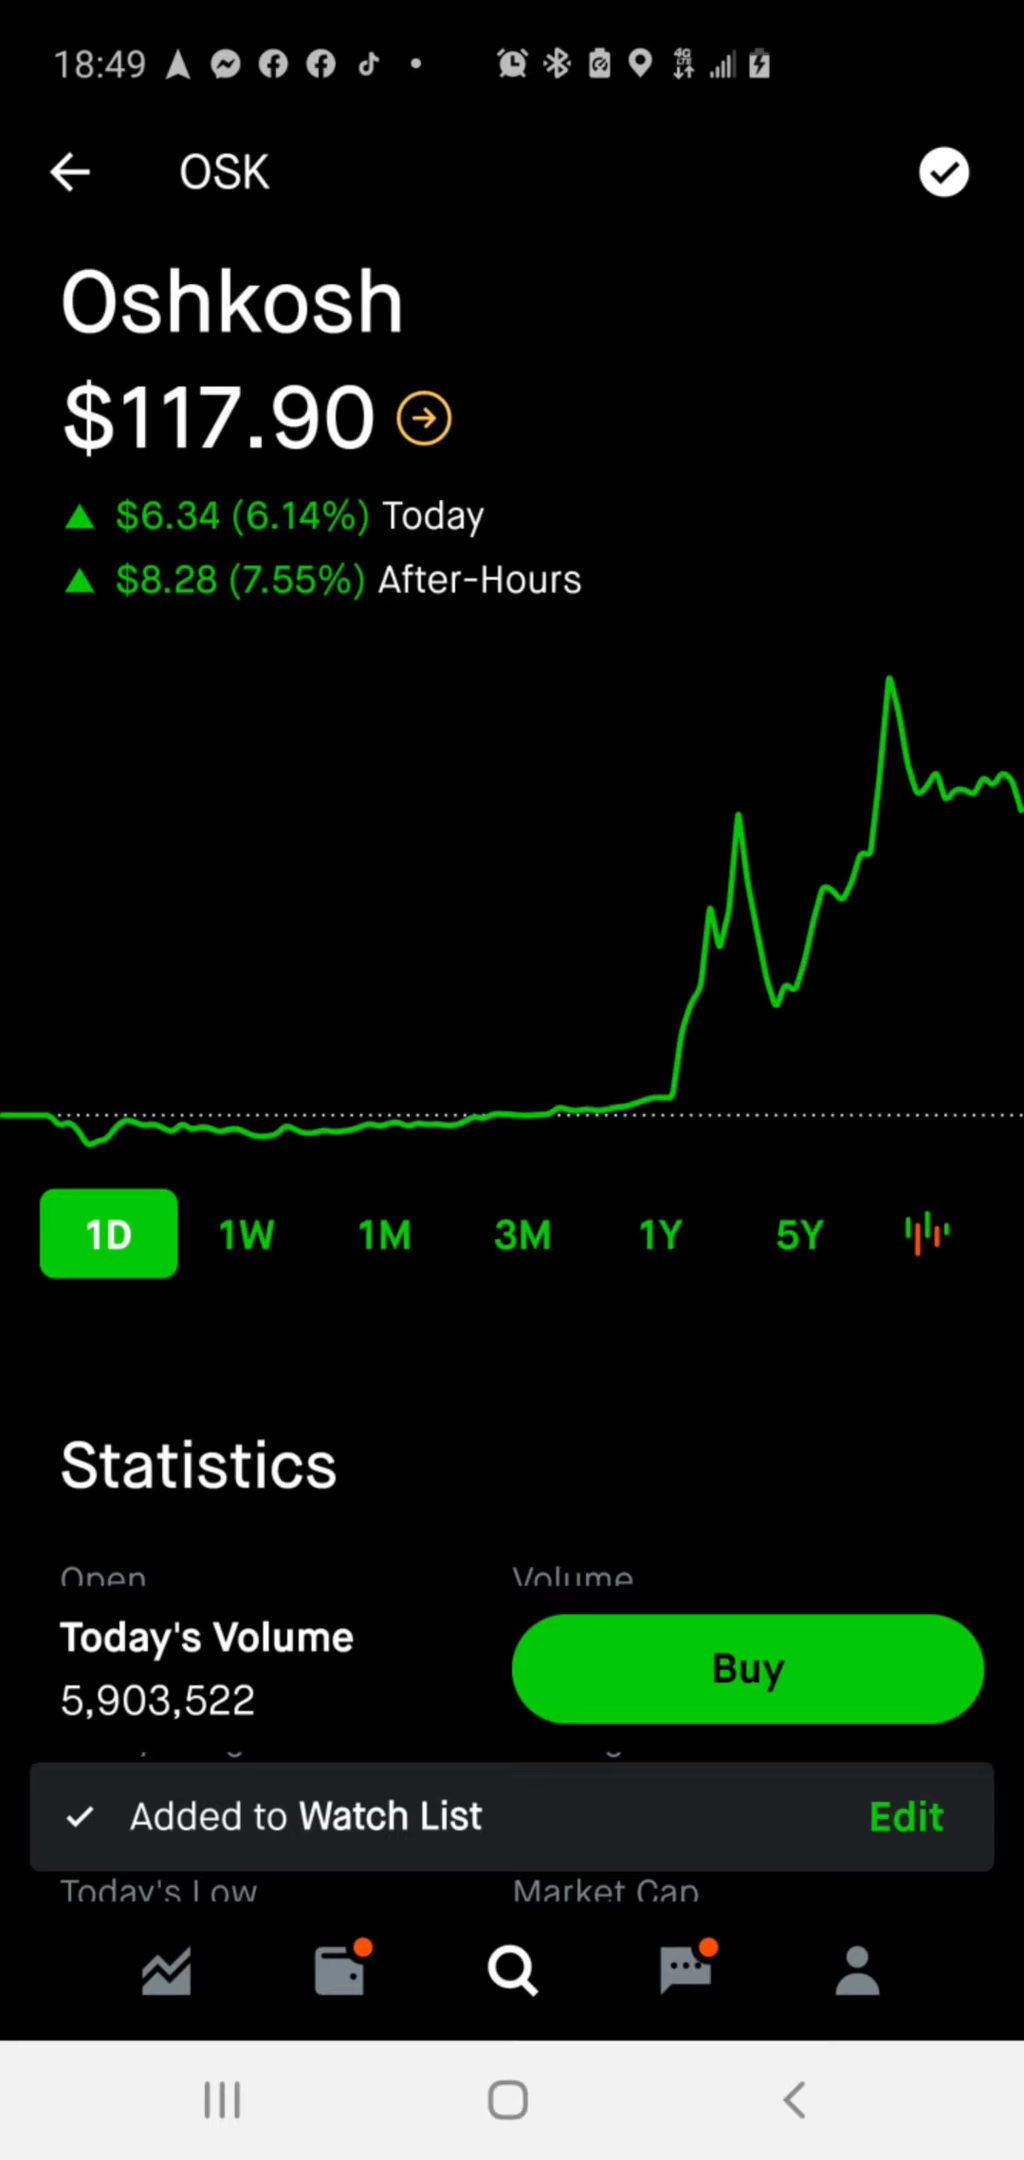 18:49
4G LTE
OSK
Oshkosh
$117.90
$6.34 (6.14%) Today
$8.28 (7.55%) After-Hours
1D 1W 1M 3M 1Y 5Y
Statistics
Open Volume
Today's Volume
5,903,522
Buy
Added to Watch List Edit
Today's Low Market Cap